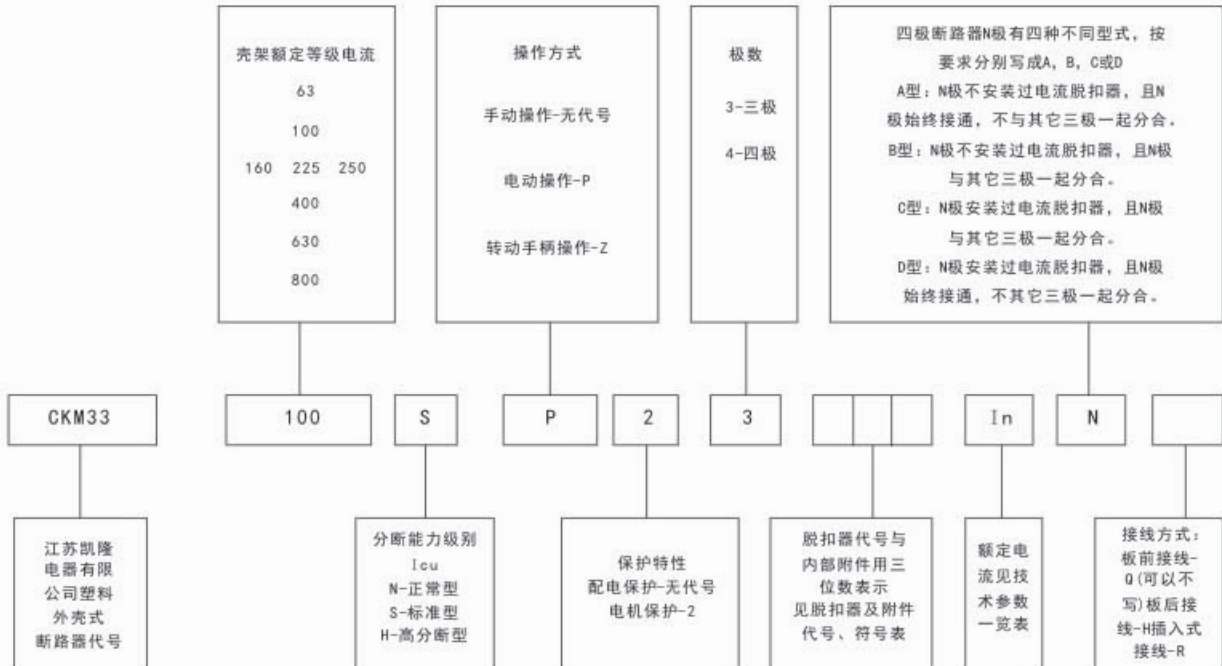 壳架额定等级电流
63
100
160 225 250
400
630
800
操作方式
手动操作-无代号
电动操作-P
转动手柄操作-Z
极数
3-三极
4-四极
四极断路器N极有四种不同型式，按
要求分别写成A，B，C或D
A型：N极不安装过电流脱扣器，且N
极始终接通，不与其它三极一起分合。
B型：N极不安装过电流脱扣器，且N极
与其它三极一起分合。
C型：N极安装过电流脱扣器，且N极
与其它三极一起分合。
D型：N极安装过电流脱扣器，且N极
始终接通，不其它三极一起分合。
CKM33
100
S
P
2
3
In
N
江苏凯隆
电器有限
公司塑料
外壳式
断路器代号
分断能力级别
Icu
N-正常型
S-标准型
H-高分断型
保护特性
配电保护-无代号
电机保护-2
脱扣器代号与
内部附件用三
位数表示
见脱扣器及附件
代号、符号表
额定电
流见技
术参数
一览表
接线方式：
板前接线-
Q(可以不
写)板后接
线-H插入式
接线-R